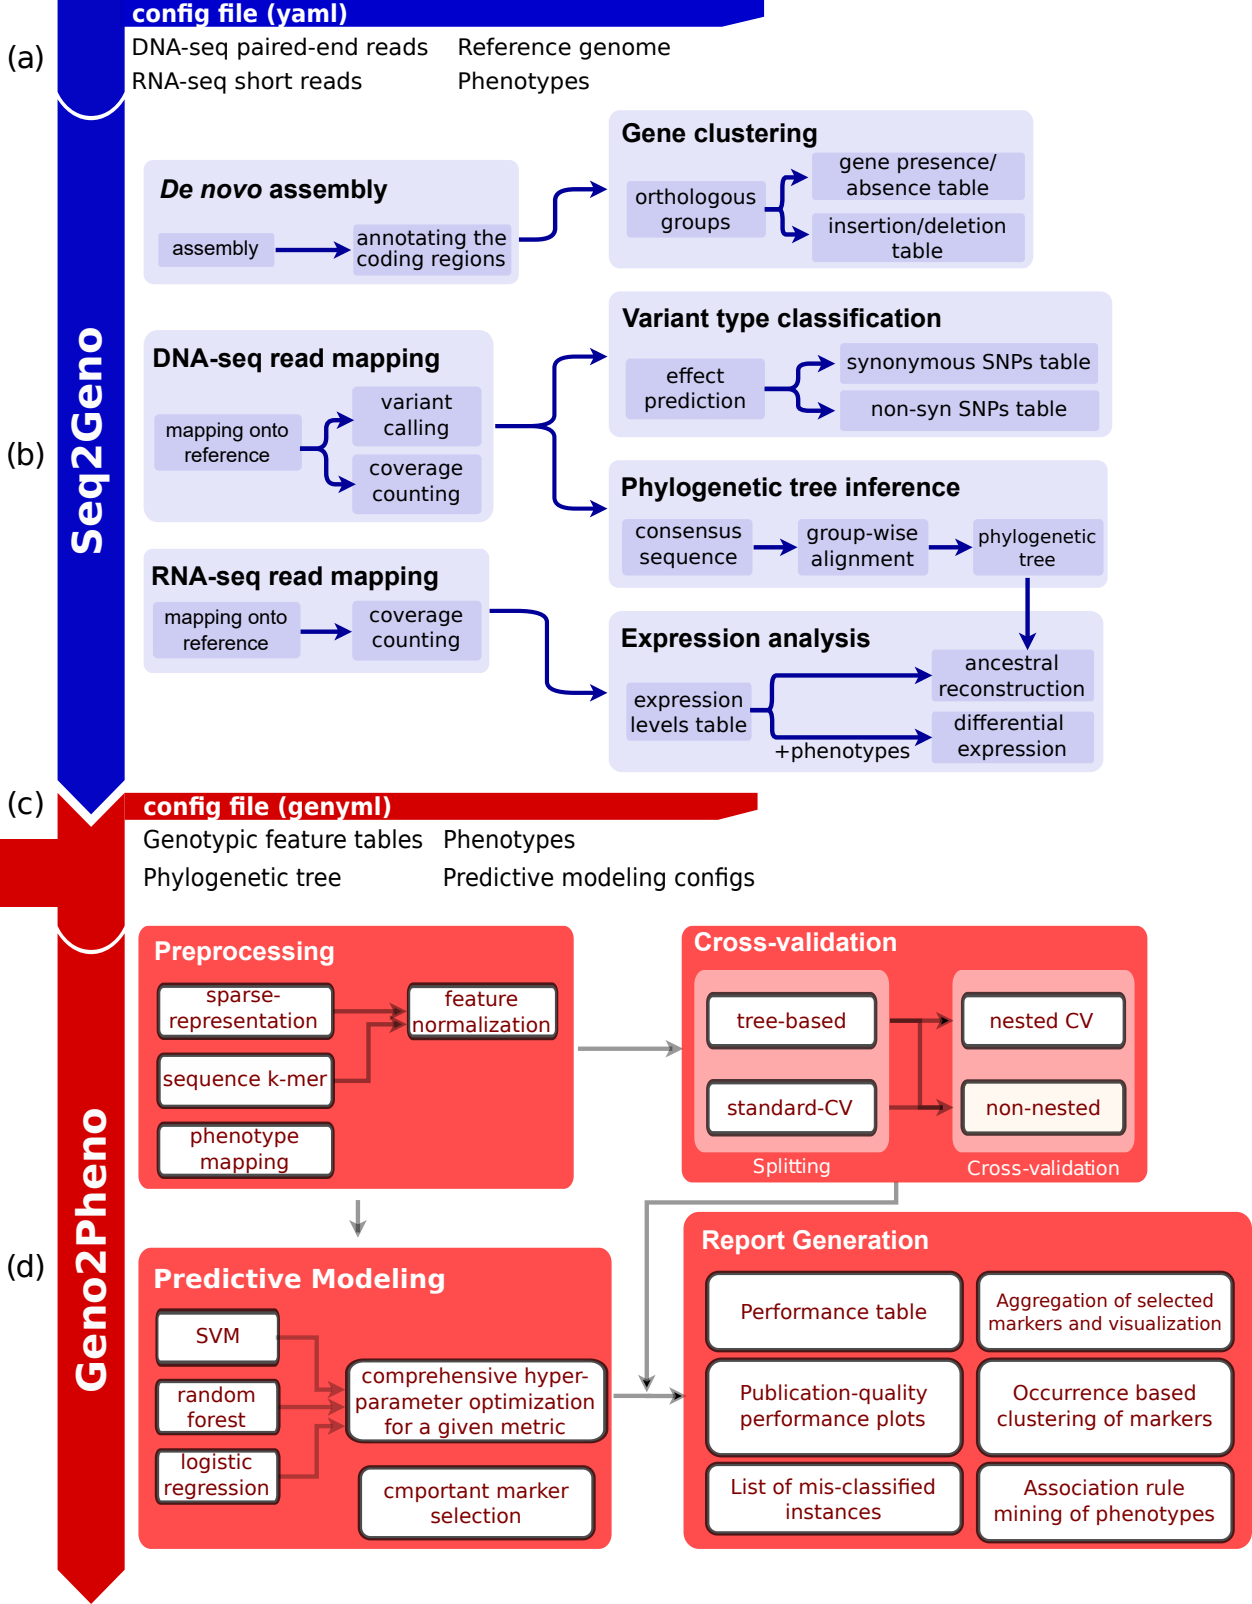 config file (yaml)
(a)
DNA-seq paired-end reads
Reference genome
RNA-seq short reads
Phenotypes
Seq2Geno
(b)
De novo assembly
assembly
annotating the
coding regions
Gene clustering
orthologous
groups
gene presence/
absence table
insertion/deletion
table
DNA-seq read mapping
mapping onto
reference
variant
calling
coverage
counting
Variant type classification
effect
prediction
synonymous SNPs table
non-syn SNPs table
Phylogenetic tree inference
consensus
sequence
group-wise
alignment
phylogenetic
tree
RNA-seq read mapping
mapping onto
reference
coverage
counting
Expression analysis
expression
levels table
ancestral
reconstruction
+phenotypes
differential
expression
(c)
config file (genyml)
Genotypic feature tables
Phenotypes
Phylogenetic tree
Predictive modeling configs
Geno2Pheno
(d)
Preprocessing
sparse-
representation
sequence k-mer
phenotype
mapping
feature
normalization
Cross-validation
tree-based
standard-CV
Splitting
nested CV
non-nested
Cross-validation
Predictive Modeling
SVM
random
forest
logistic
regression
comprehensive hyper-
parameter optimization
for a given metric
cmportant marker
selection
Report Generation
Performance table
Aggregation of selected
markers and visualization
Publication-quality
performance plots
Occurrence based
clustering of markers
List of mis-classified
instances
Association rule
mining of phenotypes